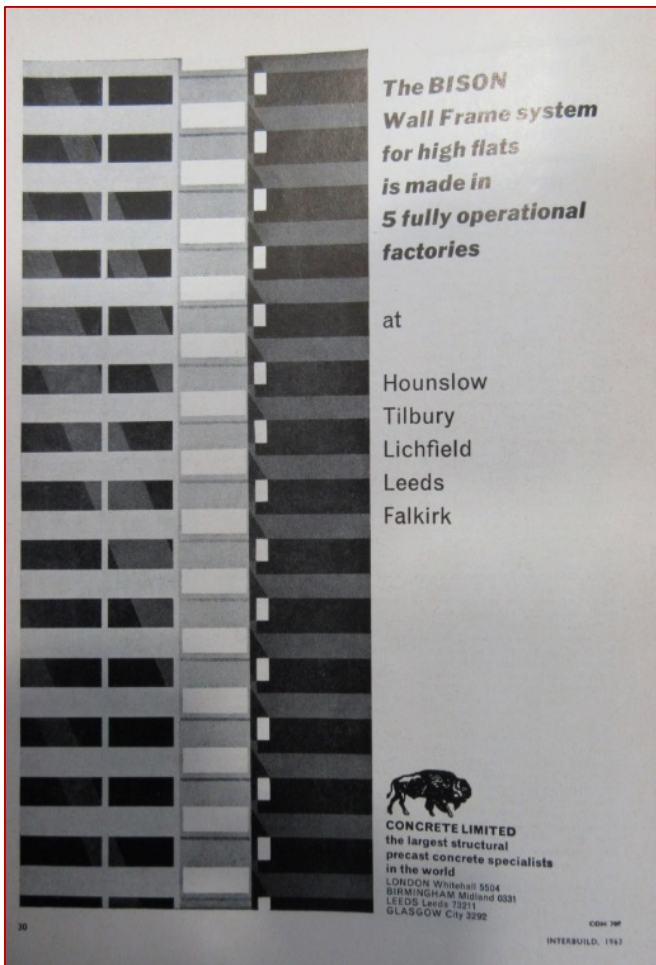 The BISON
Wall Frame system
for high flats
is made in
5 fully operational
factories
at
Hounslow
Tilbury
Lichfield
Leeds
Falkirk
CONCRETE LIMITED
the largest structural
precast concrete specialists
in the world
LONDON Whitehall 5504
BIRMINGHAM Midland 0331
LEEDS Leeds 73211
GLASGOW City 3292
30
INTERBUILD, 1963